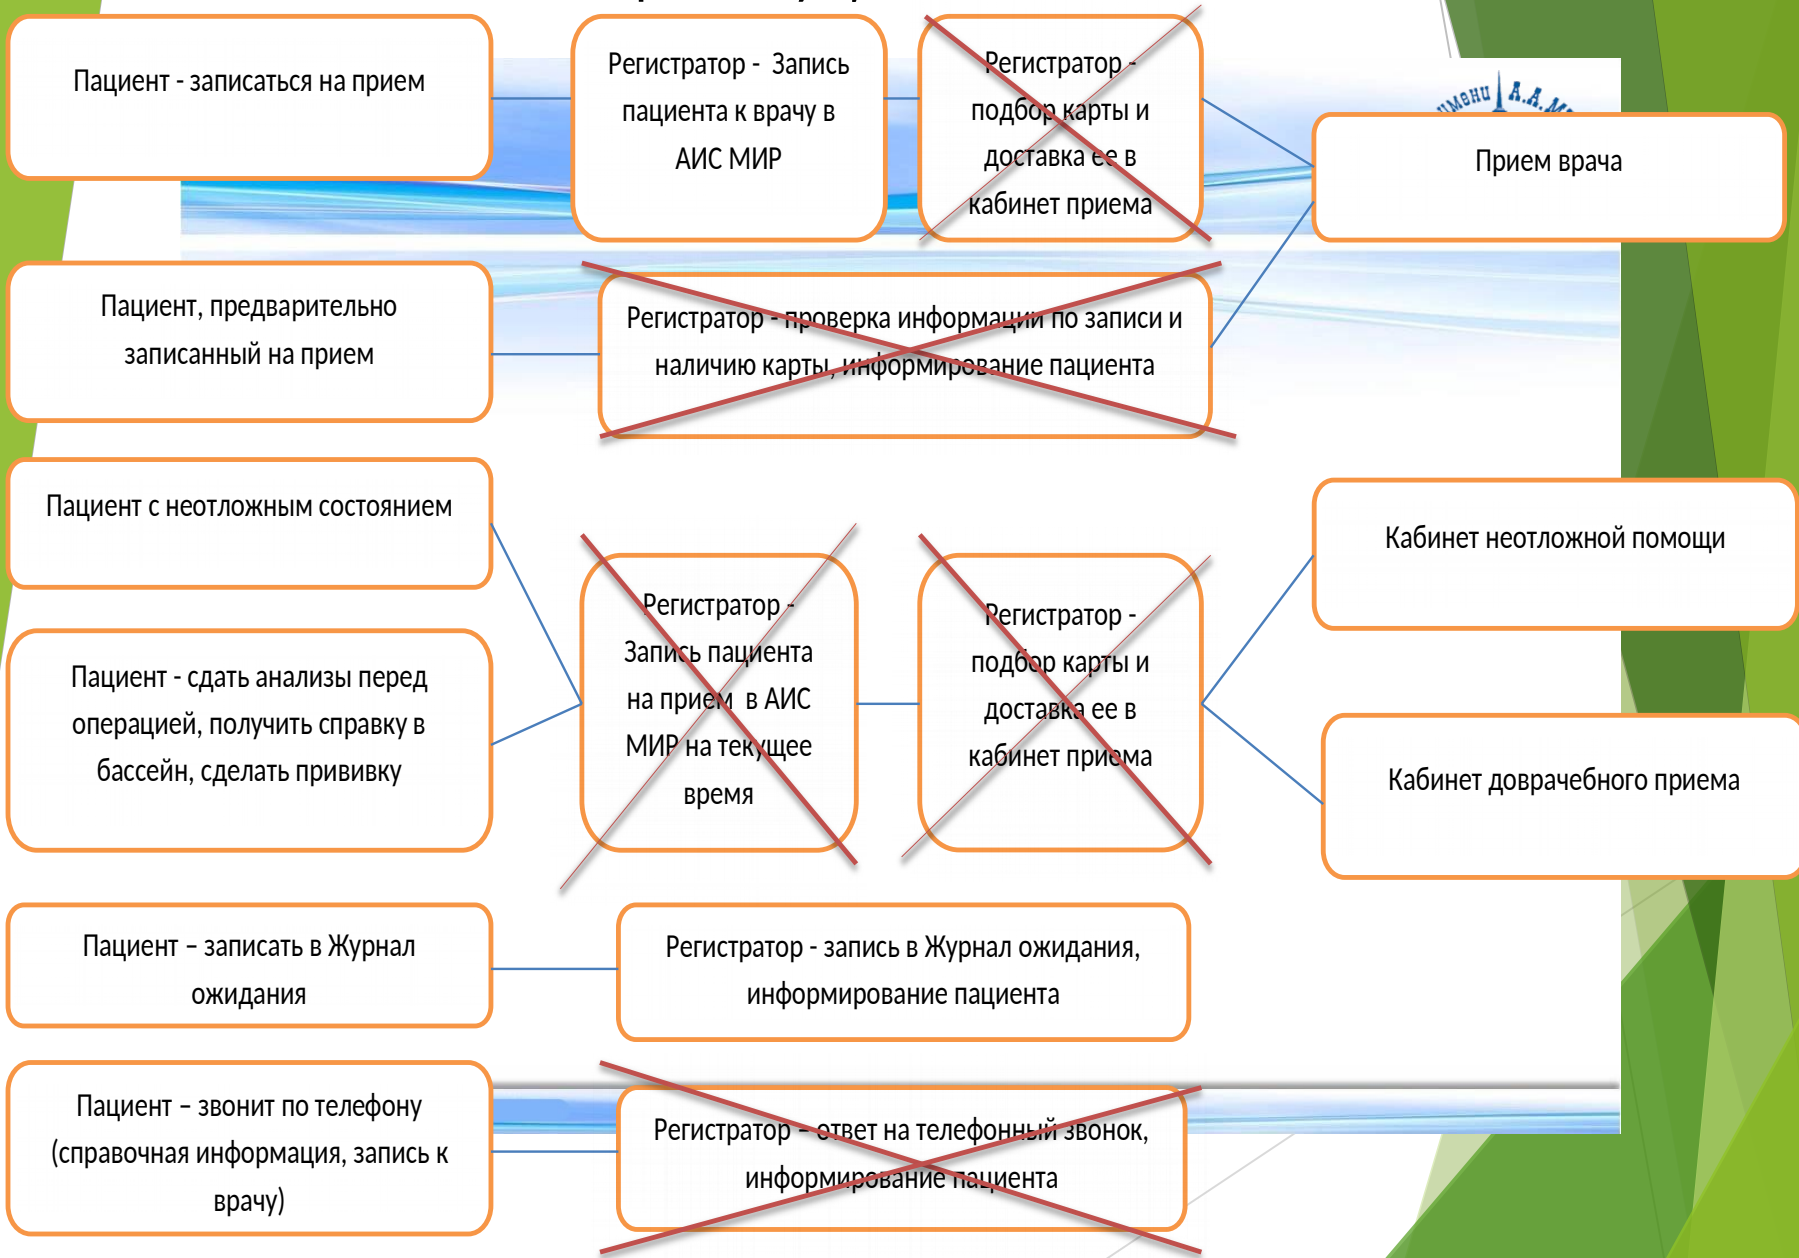 Пациент - записаться на прием
Регистратор -  Запись
пациента к врачу в
АИС МИР
Регистратор -
подбор карты и
доставка ее в
кабинет приема
имени А.А.
Прием врача
Пациент, предварительно
записанный на прием
Регистратор - проверка информации по записи и
наличию карты, информирование пациента
Пациент с неотложным состоянием
Пациент - сдать анализы перед
операцией, получить справку в
бассейн, сделать прививку
Регистратор -
Запись пациента
на прием  в АИС
МИР на текущее
время
Регистратор -
подбор карты и
доставка ее в
кабинет приема
Кабинет неотложной помощи
Кабинет доврачебного приема
Пациент – записать в Журнал
ожидания
Регистратор - запись в Журнал ожидания,
информирование пациента
Пациент – звонит по телефону
(справочная информация, запись к
врачу)
Регистратор – ответ на телефонный звонок,
информирование пациента